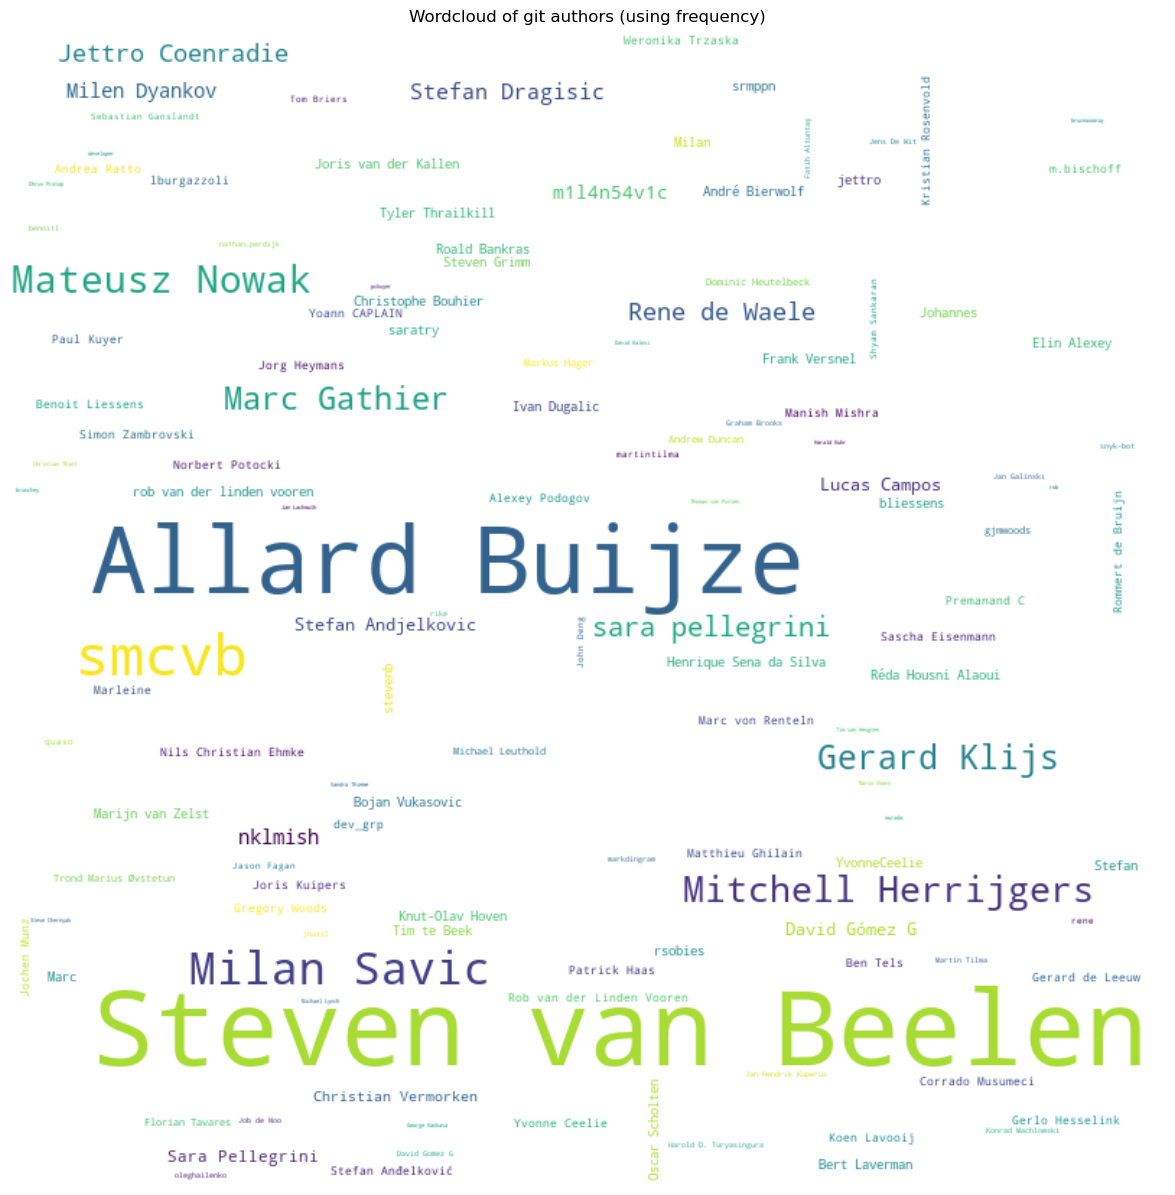 Wordcloud of git authors (using frequency)
Weronika Trzaska
Jettro Coenradie
Milen Dyankov
Stefan Dragisic
srmppn
Tom Briers
Kristian Rosenvold
Sebastian Ganslandt
Fatih Altuntaş
Milan
Jens De Wit
developer
Andrea Ratto
Joris van der Kallen
m.bischoff
lburgazzoli
jettro
m1l4n54v1c
André Bierwolf
Tyler Thrailkill
benoitl
nathan.perdijk
Roald Bankras
Steven Grimm
Mateusz Nowak
Dominic Heutelbeck
Shyam Sankaran
Christophe Bouhier
Yoann CAPLAIN
Rene de Waele
Johannes
saratry
Paul Kuyer
Elin Alexey
Frank Versnel
Jorg Heymans
Markus Hager
Marc Gathier
Benoit Liessens
Ivan Dugalic
Manish Mishra
Graham Brooks
Simon Zambrovski
Andrew Duncan
snyk-bot
martintilma
Norbert Potocki
Jan Galinski
Lucas Campos
rob van der linden vooren
Alexey Podogov
bliessens
Rommert de Bruijn
gjmwoods
Allard Buijze
Premanand C
rike
Stefan Andjelkovic
sara pellegrini
John Deng
Sascha Eisenmann
smcvb
Henrique Sena da Silva
Réda Housni Alaoui
Marleine
stevenb
Marc von Renteln
quaso
Nils Christian Ehmke
Michael Leuthold
Gerard Klijs
Bojan Vukasovic
Marijn van Zelst
dev_grp
nklmish
Matthieu Ghilain
markdingram
YvonneCeelie
Jason Fagan
Stefan
Trond Marius Øvstetun
Joris Kuipers
Mitchell Herrijgers
Gregory Woods
Knut-Olav Hoven
rene
Tim te Beek
David Gómez G
Jochen Munz
rsobies
Milan Savic
Patrick Haas
Ben Tels
Martin Tilma
Marc
Gerard de Leeuw
Rob van der Linden Vooren
Michael Lynch
Steven van Beelen
Jan-Hendrik Kuperus
Corrado Musumeci
Christian Vermorken
Oscar Scholten
Florian Tavares
Job de Noo
Yvonne Ceelie
Gerlo Hesselink
Konrad Machlowski
Koen Lavooij
Harold D. Turyasingura
David Gomez G
Sara Pellegrini
Bert Laverman
Stefan Anđelković
oleghailenko